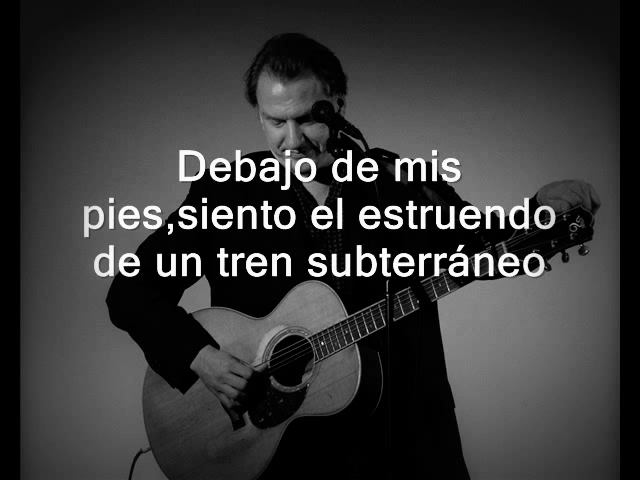 Debajo de mis
pies,siento el estruendo
de un tren subterráneo